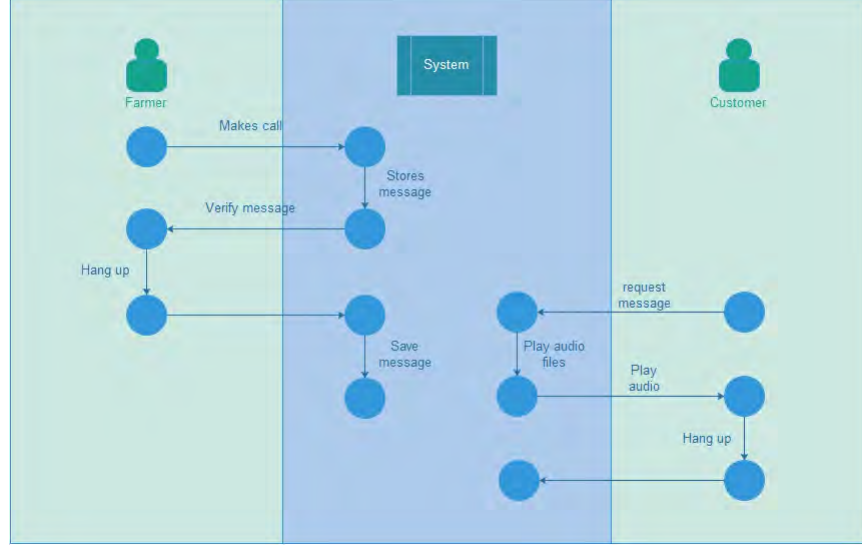 System
Farmer
Customer
Makes call
Stores
message
Verify message
Hang up
request
message
Save
message
Play audio
files
Play
audio
Hang up